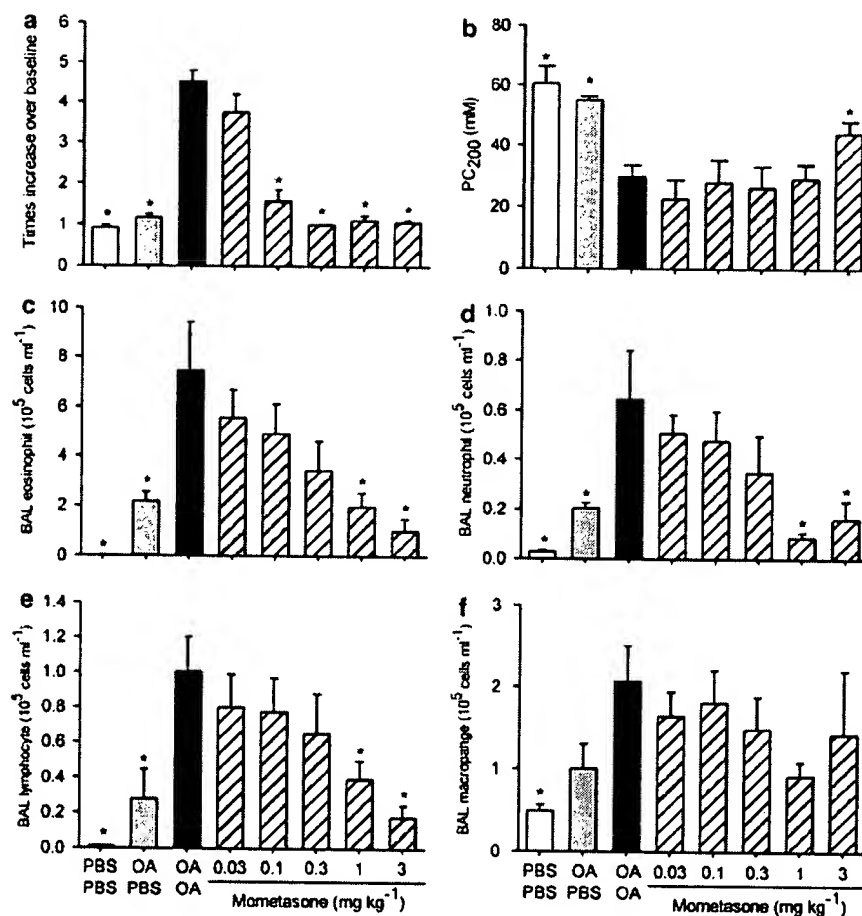 a
6
5
4
3
2
1
0
Times increase over baseline
* * * * * *
b
80
60
40
20
0
PC200 (mM)
* * *
c
10
8
6
4
2
0
BAL eosinophil (10^5 cells ml^-1)
* * * *
d
1.0
0.8
0.6
0.4
0.2
0.0
BAL neutrophil (10^5 cells ml^-1)
* * * *
e
1.4
1.2
1.0
0.8
0.6
0.4
0.2
0.0
BAL lymphocyte (10^5 cells ml^-1)
* * * *
PBS OA OA 0.03 0.1 0.3 1 3
PBS PBS OA Mometasone (mg kg^-1)
f
3
2
1
0
BAL macropange (10^5 cells ml^-1)
*
PBS OA OA 0.03 0.1 0.3 1 3
PBS PBS OA Mometasone (mg kg^-1)